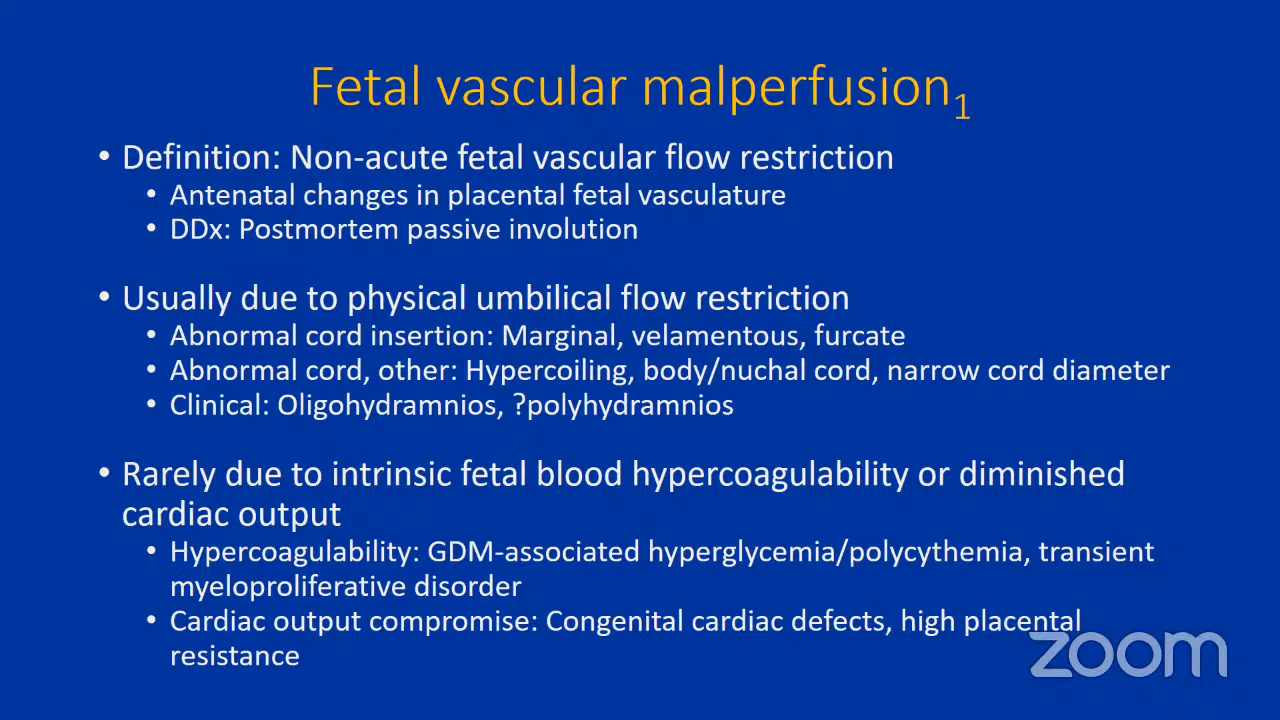 Fetal vascular malperfusion1
• Definition: Non-acute fetal vascular flow restriction
• Antenatal changes in placental fetal vasculature
• DDx: Postmortem passive involution
• Usually due to physical umbilical flow restriction
• Abnormal cord insertion: Marginal, velamentous, furcate
• Abnormal cord, other: Hypercoiling, body/nuchal cord, narrow cord diameter
• Clinical: Oligohydramnios, ?polyhydramnios
• Rarely due to intrinsic fetal blood hypercoagulability or diminished
cardiac output
• Hypercoagulability: GDM-associated hyperglycemia/polycythemia, transient
myeloproliferative disorder
• Cardiac output compromise: Congenital cardiac defects, high placental
resistance
zoom